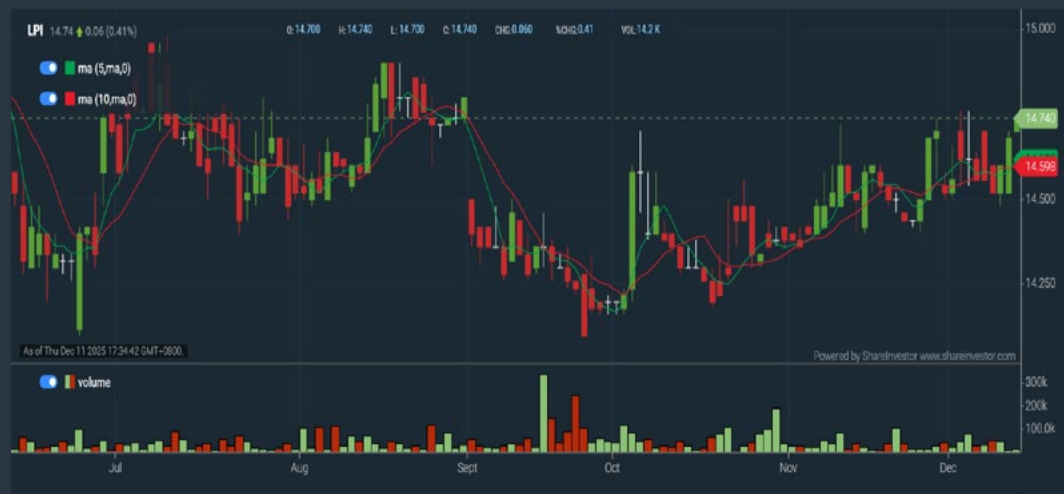 LPI 14.74 0.06 (0.41%) O: 14.700 H: 14.740 L: 14.700 C: 14.740 CHG:0.060 %CHG:0.41 VOL:14.2 K
ma (5,ma,0)
ma (10,ma,0)
15.000
14.740
14.598
14.500
14.250
As of Thu Dec 11 2025 17:34:42 GMT+0800.
Powered by ShareInvestor www.shareinvestor.com
volume
300k
200k
100.0k
Jul Aug Sept Oct Nov Dec